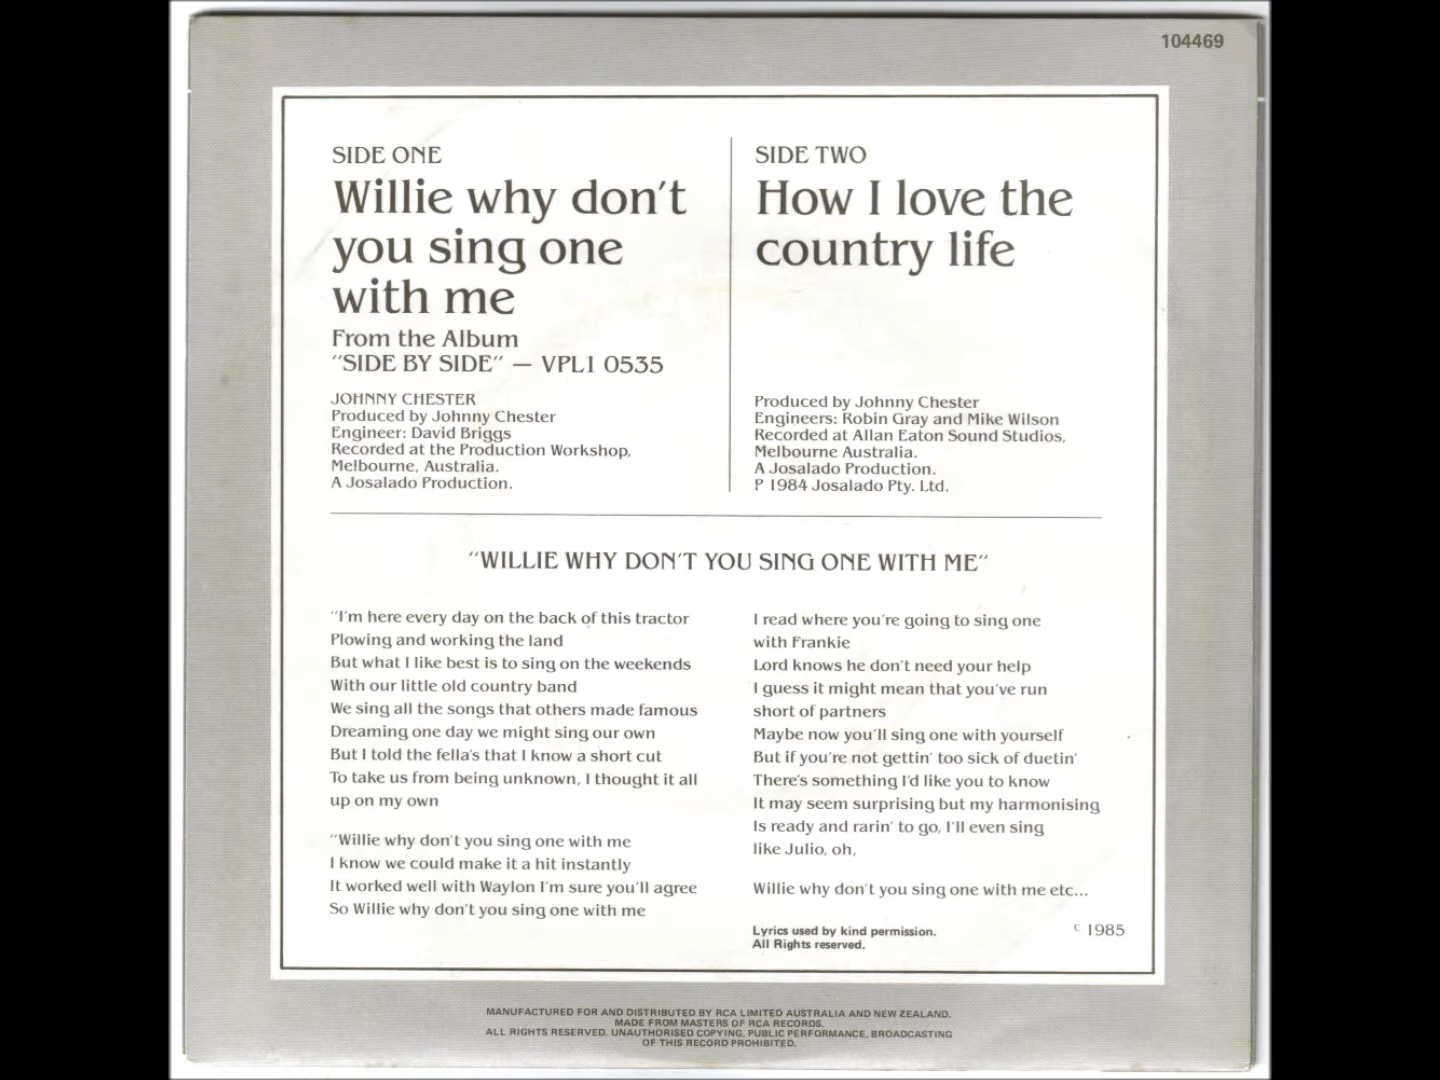 104469
SIDE ONE
Willie why don't
you sing one
with me
From the Album
"SIDE BY SIDE" — VPL1 0535
JOHNNY CHESTER
Produced by Johnny Chester
Engineer: David Briggs
Recorded at the Production Workshop,
Melbourne, Australia.
A Josalado Production.
SIDE TWO
How I love the
country life
Produced by Johnny Chester
Engineers: Robin Gray and Mike Wilson
Recorded at Allan Eaton Sound Studios,
Melbourne Australia.
A Josalado Production.
P 1984 Josalado Pty. Ltd.
"WILLIE WHY DON'T YOU SING ONE WITH ME"
"I'm here every day on the back of this tractor
Plowing and working the land
But what I like best is to sing on the weekends
With our little old country band
We sing all the songs that others made famous
Dreaming one day we might sing our own
But I told the fella's that I know a short cut
To take us from being unknown, I thought it all
up on my own
"Willie why don't you sing one with me
I know we could make it a hit instantly
It worked well with Waylon I'm sure you'll agree
So Willie why don't you sing one with me
I read where you're going to sing one
with Frankie
Lord knows he don't need your help
I guess it might mean that you've run
short of partners
Maybe now you'll sing one with yourself
But if you're not gettin' too sick of duetin'
There's something I'd like you to know
It may seem surprising but my harmonising
Is ready and rarin' to go, I'll even sing
like Julio, oh,
Willie why don't you sing one with me etc...
Lyrics used by kind permission.
All Rights reserved.
C 1985
MANUFACTURED FOR AND DISTRIBUTED BY RCA LIMITED AUSTRALIA AND NEW ZEALAND.
MADE FROM MASTERS OF RCA RECORDS.
ALL RIGHTS RESERVED. UNAUTHORISED COPYING, PUBLIC PERFORMANCE, BROADCASTING
OF THIS RECORD PROHIBITED.